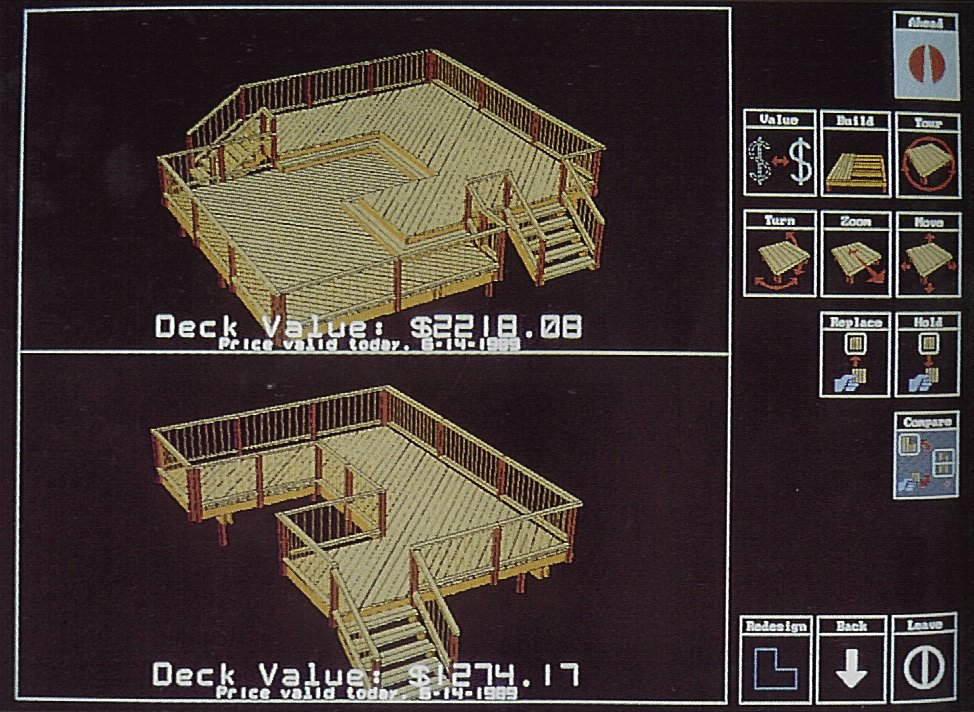 Ahead
Value Build Tour
Turn Zoom Move
Deck Value: $2218.08
Price valid today, 6-14-1989
Replace Hold
Compare
Redesign Back Leave
Deck Value: $1274.17
Price valid today, 6-14-1989